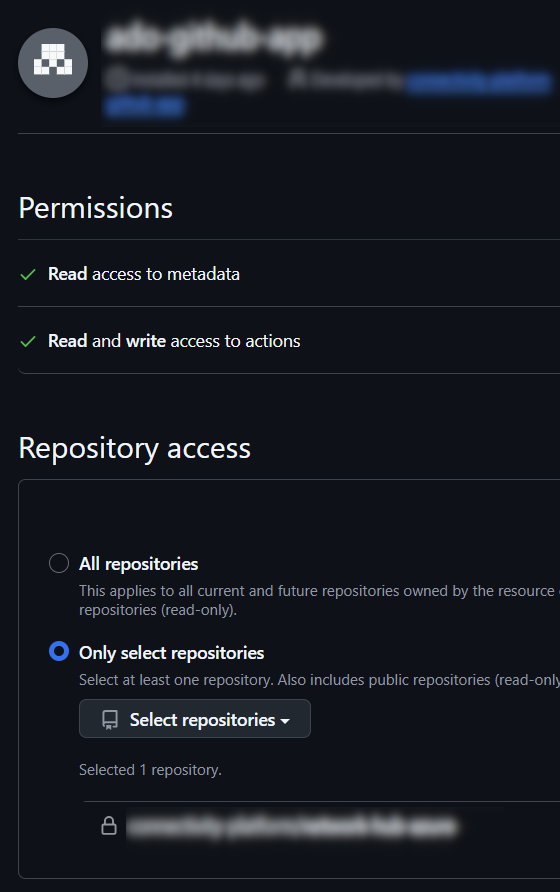 Permissions
Read access to metadata
Read and write access to actions
Repository access
All repositories
This applies to all current and future repositories owned by the resource
repositories (read-only).
Only select repositories
Select at least one repository. Also includes public repositories (read-only
Select repositories
Selected 1 repository.